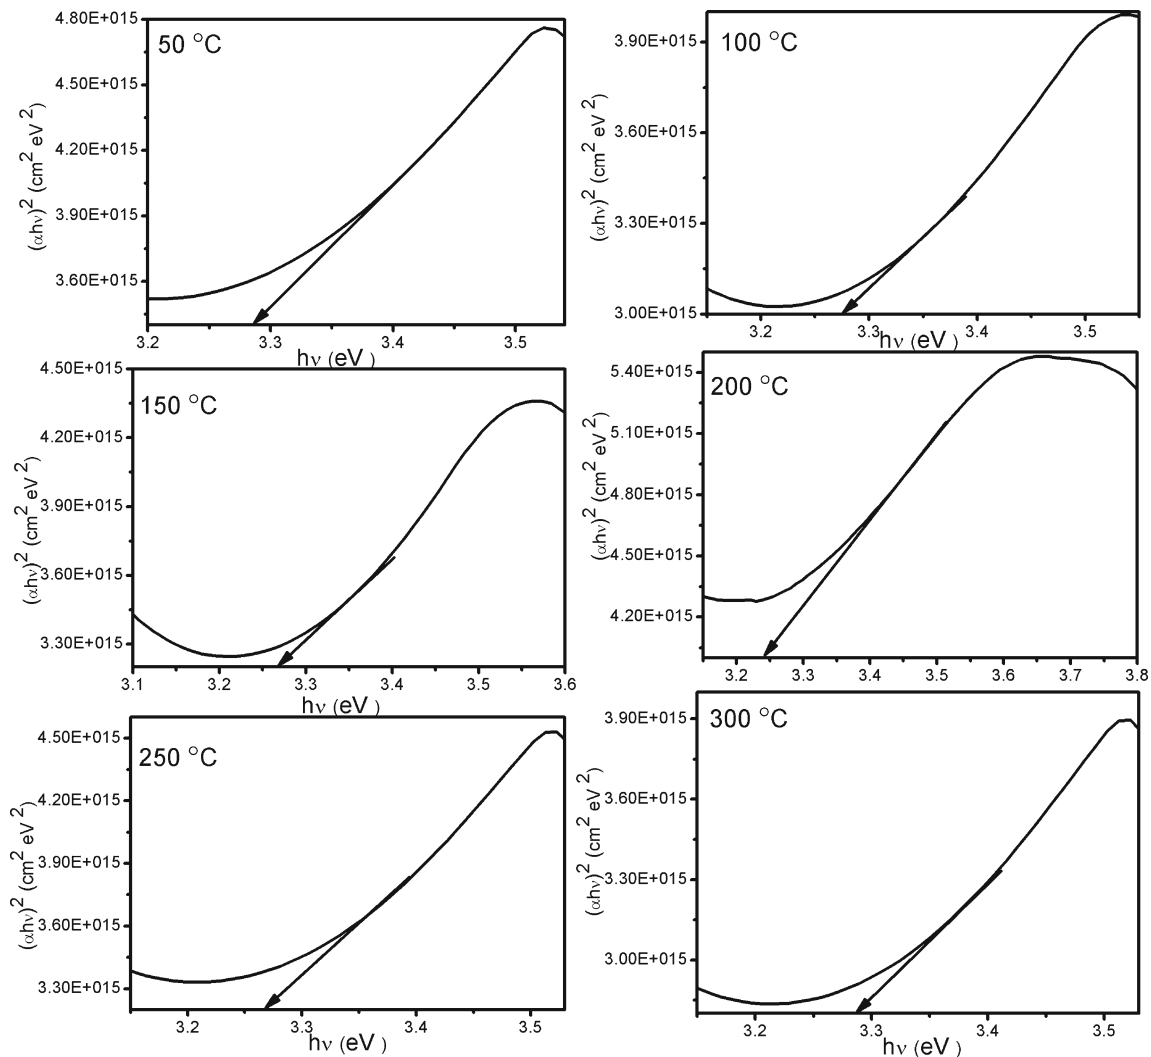 50 °C
4.80E+015
4.50E+015
4.20E+015
3.90E+015
3.60E+015
(αhν)² (cm² eV²)
3.2 3.3 3.4 3.5
hν (eV)
100 °C
3.90E+015
3.60E+015
3.30E+015
3.00E+015
(αhν)² (cm² eV²)
3.2 3.3 3.4 3.5
hν (eV)
150 °C
4.50E+015
4.20E+015
3.90E+015
3.60E+015
3.30E+015
(αhν)² (cm² eV²)
3.1 3.2 3.3 3.4 3.5 3.6
hν (eV)
200 °C
5.40E+015
5.10E+015
4.80E+015
4.50E+015
4.20E+015
(αhν)² (cm² eV²)
3.2 3.3 3.4 3.5 3.6 3.7 3.8
250 °C
4.50E+015
4.20E+015
3.90E+015
3.60E+015
3.30E+015
(αhν)² (cm² eV²)
3.2 3.3 3.4 3.5
hν (eV)
300 °C
3.90E+015
3.60E+015
3.30E+015
3.00E+015
(αhν)² (cm² eV²)
3.2 3.3 3.4 3.5
hν (eV)